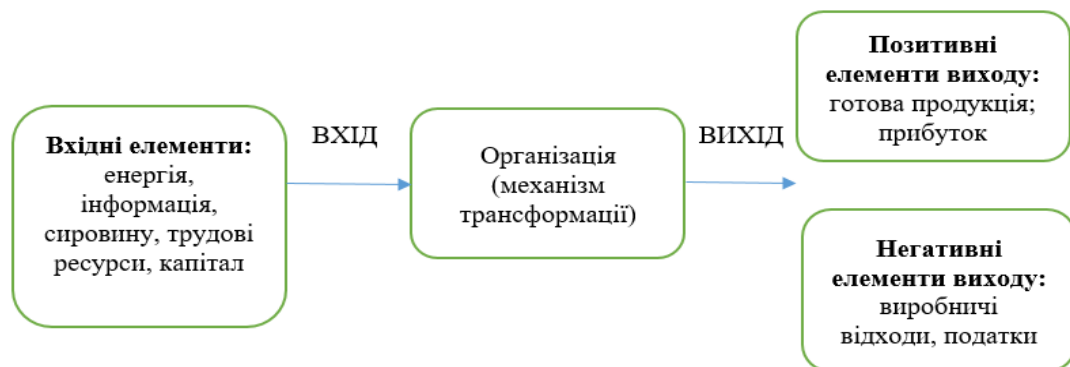 Вхідні елементи:
енергія,
інформація,
сировину, трудові
ресурси, капітал
ВХІД
Організація
(механізм
трансформації)
ВИХІД
Позитивні
елементи виходу:
готова продукція;
прибуток
Негативні
елементи виходу:
виробничі
відходи, податки